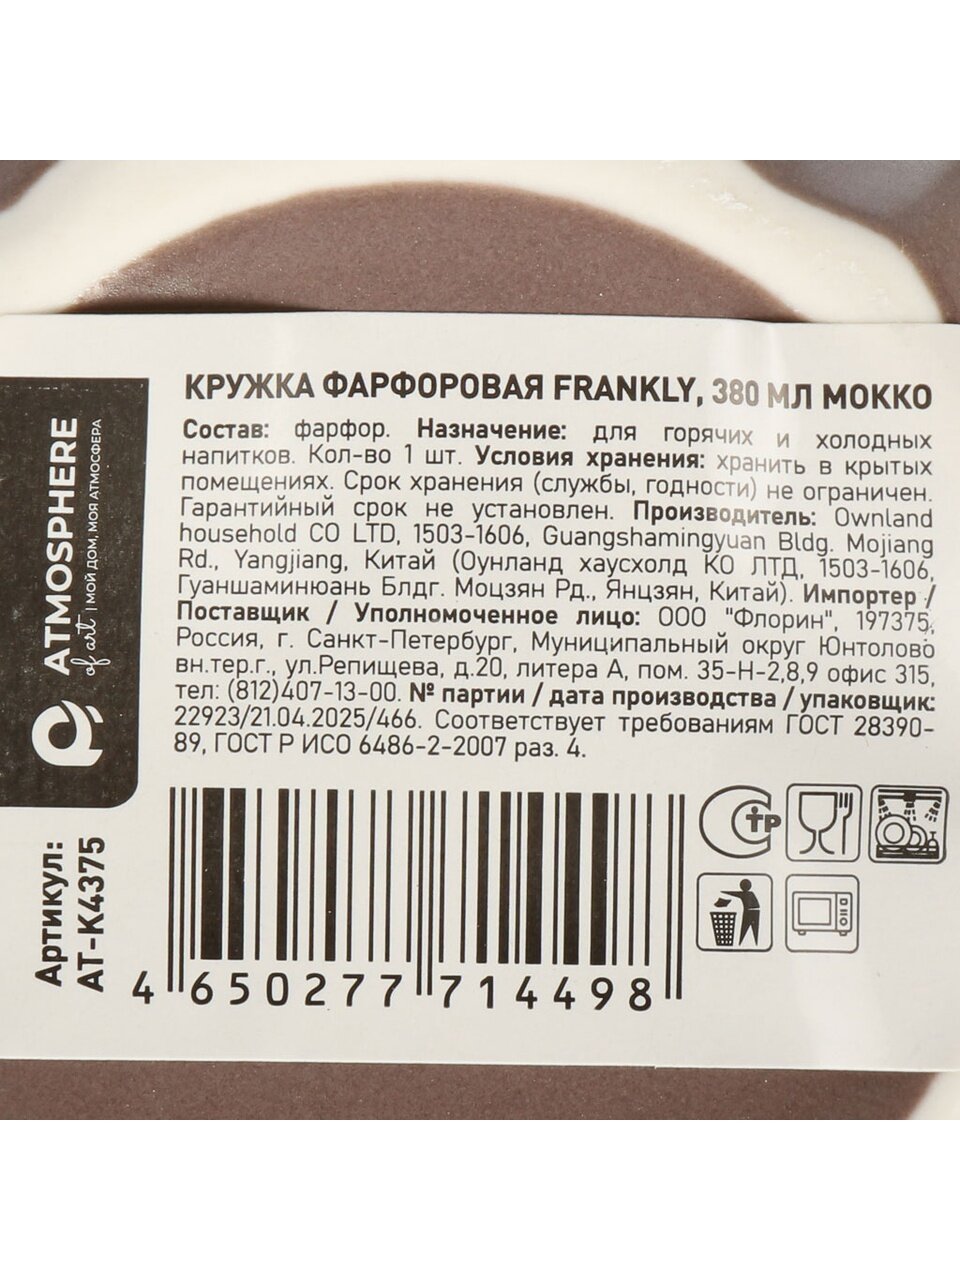 КРУЖКА ФАРФОРОВАЯ FRANKLY, 380 МЛ МОККО
Состав: фарфор. Назначение: для горячих и холодных
напитков. Кол-во 1 шт. Условия хранения: хранить в крытых
помещениях. Срок хранения (службы, годности) не ограничен.
Гарантийный срок не установлен. Производитель: Ownland
household CO LTD, 1503-1606, Guangshamingyuan Bldg. Mojiang
Rd., Yangjiang, Китай (Оунланд хаусхолд КО ЛТД, 1503-1606,
Гуаншаминюань Блдг. Моцзян Рд., Янцзян, Китай). Импортер /
Поставщик / Уполномоченное лицо: ООО "Флорин", 197375,
Россия, г. Санкт-Петербург, Муниципальный округ Юнтолово
вн.тер.г., ул.Репищева, д.20, литера А, пом. 35-Н-2,8,9 офис 315,
тел: (812)407-13-00. № партии / дата производства / упаковщик:
22923/21.04.2025/466. Соответствует требованиям ГОСТ 28390-
89, ГОСТ Р ИСО 6486-2-2007 раз. 4.
ATMOSPHERE
of art | МОЙ ДОМ, МОЯ АТМОСФЕРА
Артикул:
AT-K4375
4 650277 714498